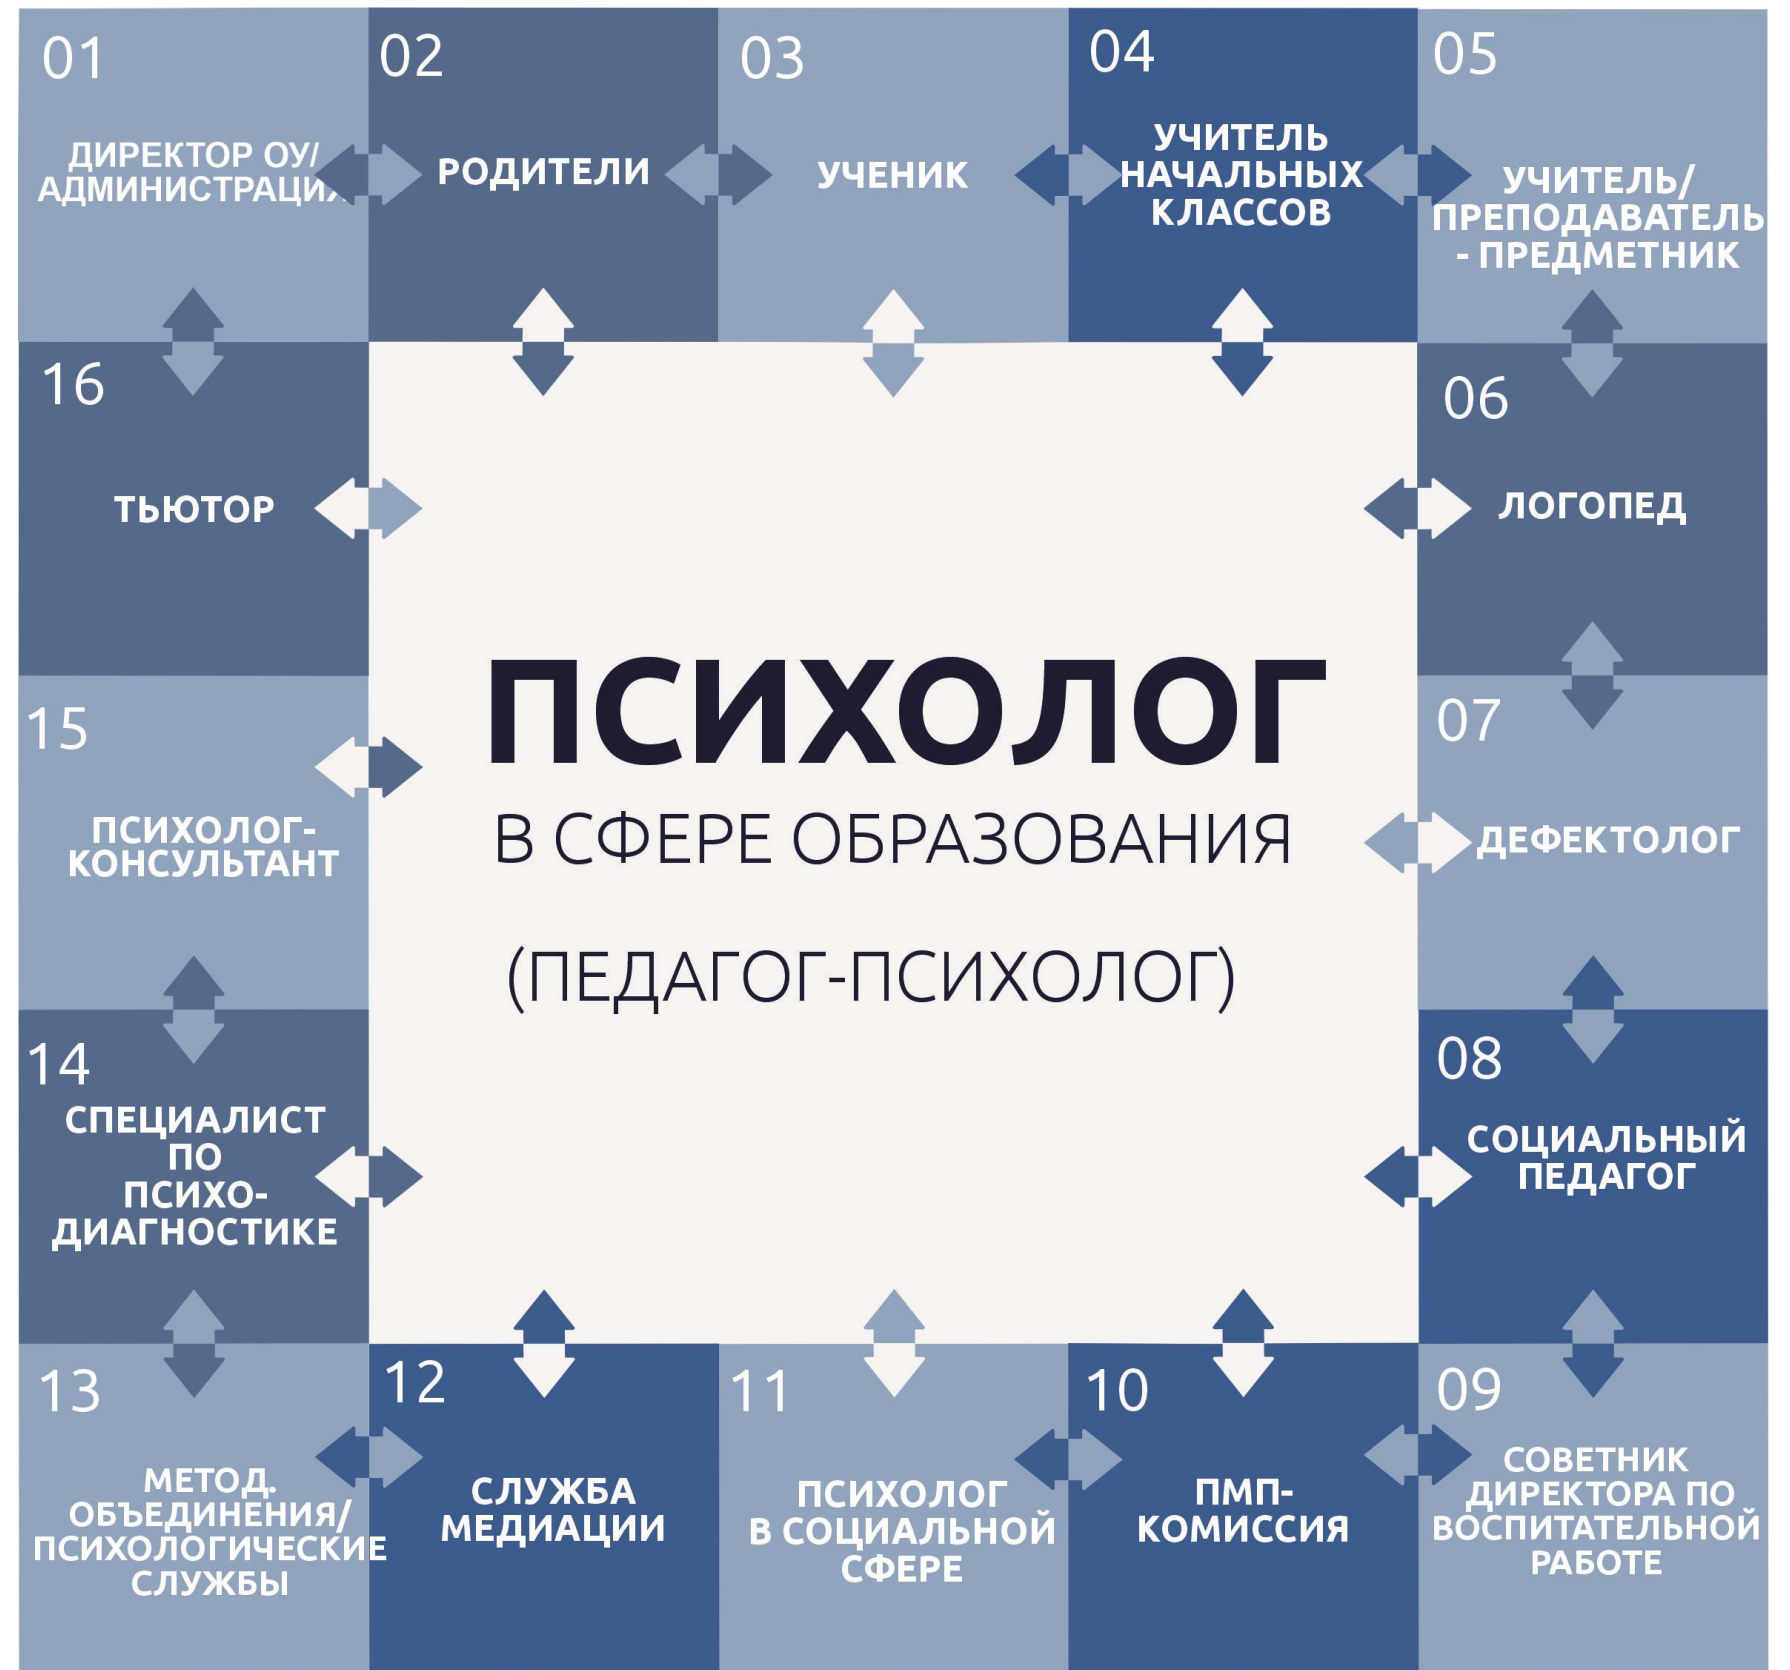 01
ДИРЕКТОР ОУ/
АДМИНИСТРАЦИЯ
02
РОДИТЕЛИ
03
УЧЕНИК
04
УЧИТЕЛЬ
НАЧАЛЬНЫХ
КЛАССОВ
05
УЧИТЕЛЬ/
ПРЕПОДАВАТЕЛЬ
- ПРЕДМЕТНИК
16
ТЬЮТОР
06
ЛОГОПЕД
15
ПСИХОЛОГ-
КОНСУЛЬТАНТ
ПСИХОЛОГ
В СФЕРЕ ОБРАЗОВАНИЯ
(ПЕДАГОГ-ПСИХОЛОГ)
07
ДЕФЕКТОЛОГ
14
СПЕЦИАЛИСТ
ПО
ПСИХО-
ДИАГНОСТИКЕ
08
СОЦИАЛЬНЫЙ
ПЕДАГОГ
13
МЕТОД.
ОБЪЕДИНЕНИЯ/
ПСИХОЛОГИЧЕСКИЕ
СЛУЖБЫ
12
СЛУЖБА
МЕДИАЦИИ
11
ПСИХОЛОГ
В СОЦИАЛЬНОЙ
СФЕРЕ
10
ПМП-
КОМИССИЯ
09
СОВЕТНИК
ДИРЕКТОРА ПО
ВОСПИТАТЕЛЬНОЙ
РАБОТЕ